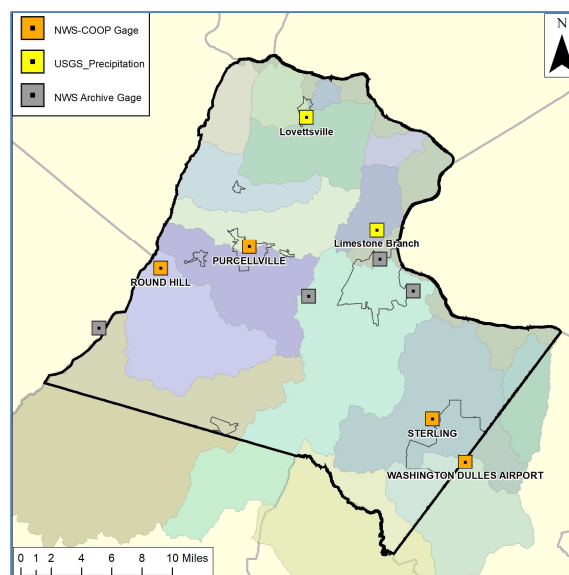 NWS-COOP Gage
USGS_Precipitation
NWS Archive Gage
N
Lovettsville
Limestone Branch
PURCELLVILLE
ROUND HILL
STERLING
WASHINGTON DULLES AIRPORT
0 1 2 4 6 8 10 Miles